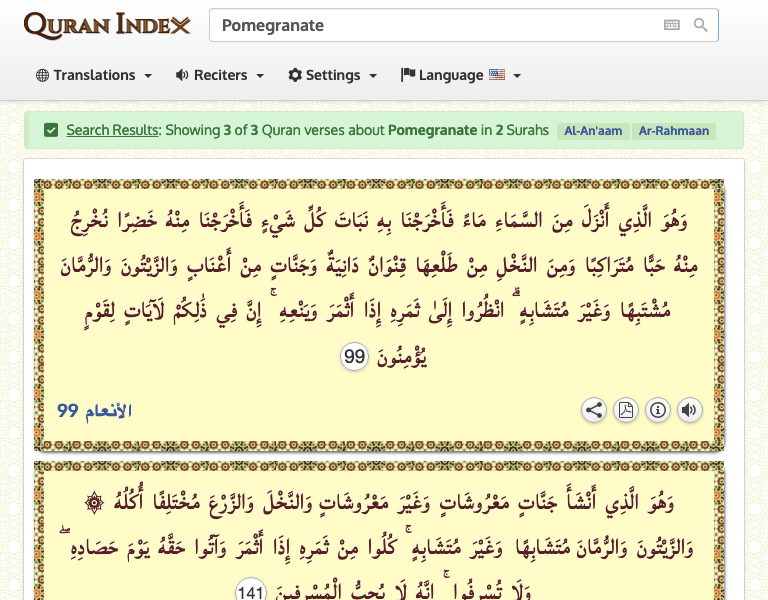 QURAN INDEX
Pomegranate
Translations Reciters Settings Language
Search Results: Showing 3 of 3 Quran verses about Pomegranate in 2 Surahs Al-An'aam Ar-Rahmaan
وَهُوَ الَّذِي أَنْزَلَ مِنَ السَّمَاءِ مَاءً فَأَخْرَجْنَا بِهِ نَبَاتَ كُلِّ شَيْءٍ فَأَخْرَجْنَا مِنْهُ خَضِرًا نُخْرِجُ
مِنْهُ حَبًّا مُتَرَاكِبًا وَمِنَ النَّخْلِ مِنْ طَلْعِهَا قِنْوَانٌ دَانِيَةٌ وَجَنَّاتٍ مِنْ أَعْنَابٍ وَالزَّيْتُونَ وَالرُّمَّانَ
مُشْتَبِهًا وَغَيْرَ مُتَشَابِهٍ ۗ انْظُرُوا إِلَىٰ ثَمَرِهِ إِذَا أَثْمَرَ وَيَنْعِهِ ۚ إِنَّ فِي ذَٰلِكُمْ لَآيَاتٍ لِقَوْمٍ
يُؤْمِنُونَ 99
الأنعام 99
۞ وَهُوَ الَّذِي أَنْشَأَ جَنَّاتٍ مَعْرُوشَاتٍ وَغَيْرَ مَعْرُوشَاتٍ وَالنَّخْلَ وَالزَّرْعَ مُخْتَلِفًا أُكُلُهُ
وَالزَّيْتُونَ وَالرُّمَّانَ مُتَشَابِهًا وَغَيْرَ مُتَشَابِهٍ ۚ كُلُوا مِنْ ثَمَرِهِ إِذَا أَثْمَرَ وَآتُوا حَقَّهُ يَوْمَ حَصَادِهِ ۖ
وَلَا تُسْرِفُوا ۚ إِنَّهُ لَا يُحِبُّ الْمُسْرِفِينَ 141